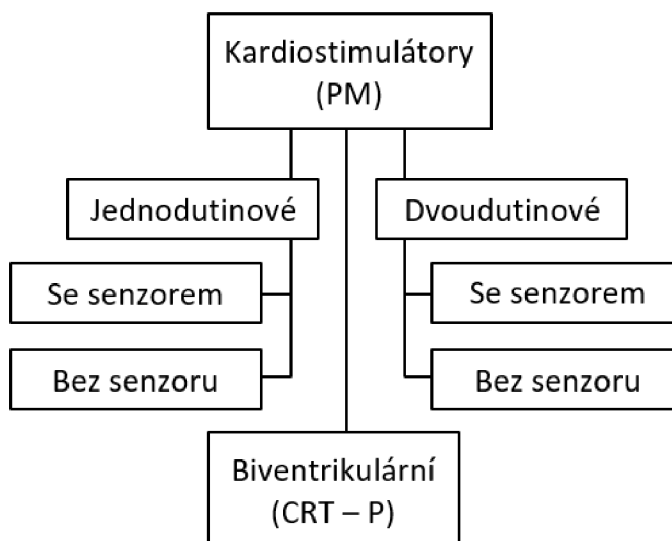 Kardiostimulátory
(PM)
Jednodutinové
Dvoudutinové
Se senzorem
Se senzorem
Bez senzoru
Bez senzoru
Biventrikulární
(CRT – P)